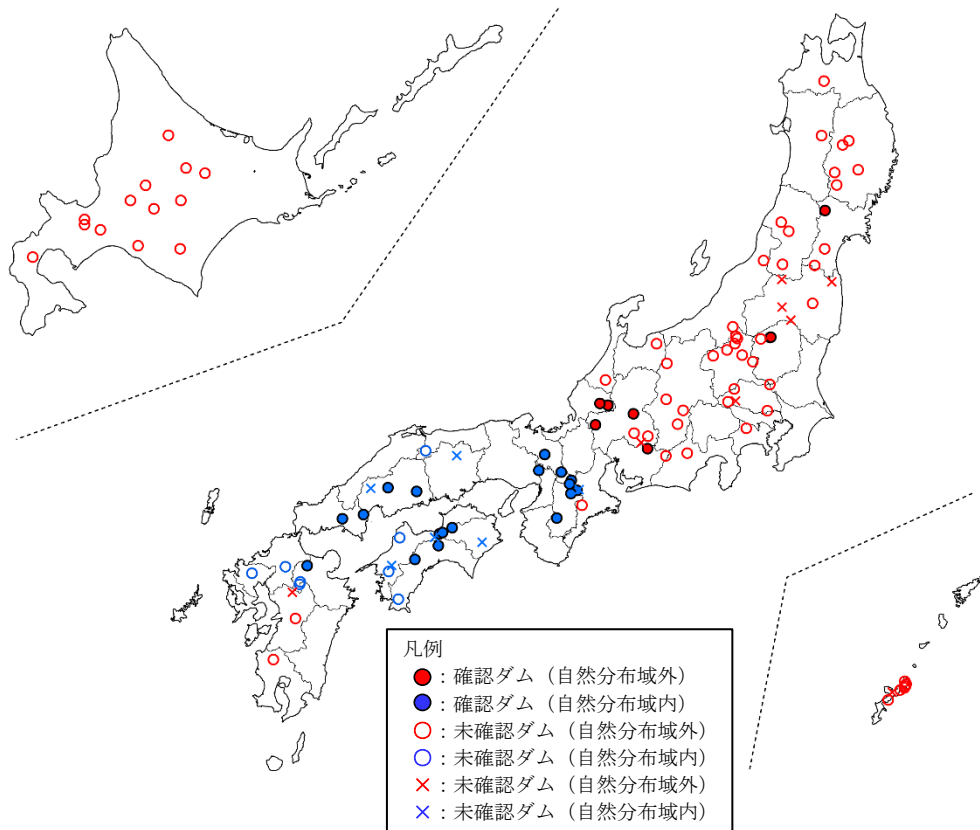 凡例
：確認ダム（自然分布域外）
：確認ダム（自然分布域内）
：未確認ダム（自然分布域外）
：未確認ダム（自然分布域内）
：未確認ダム（自然分布域外）
：未確認ダム（自然分布域内）